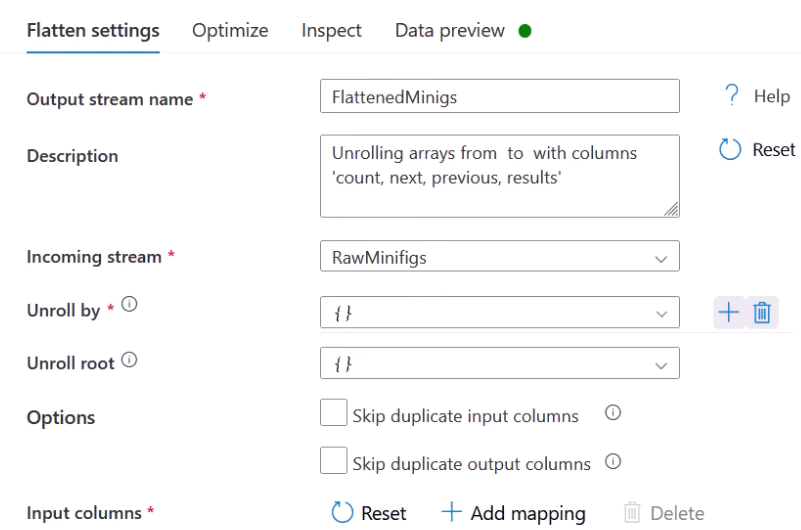 Flatten settings Optimize Inspect Data preview
Output stream name * FlattenedMinigs ? Help
Description Unrolling arrays from  to  with columns Reset
'count, next, previous, results'
Incoming stream * RawMinifigs
Unroll by * {}
Unroll root {}
Options Skip duplicate input columns
Skip duplicate output columns
Input columns * Reset + Add mapping Delete